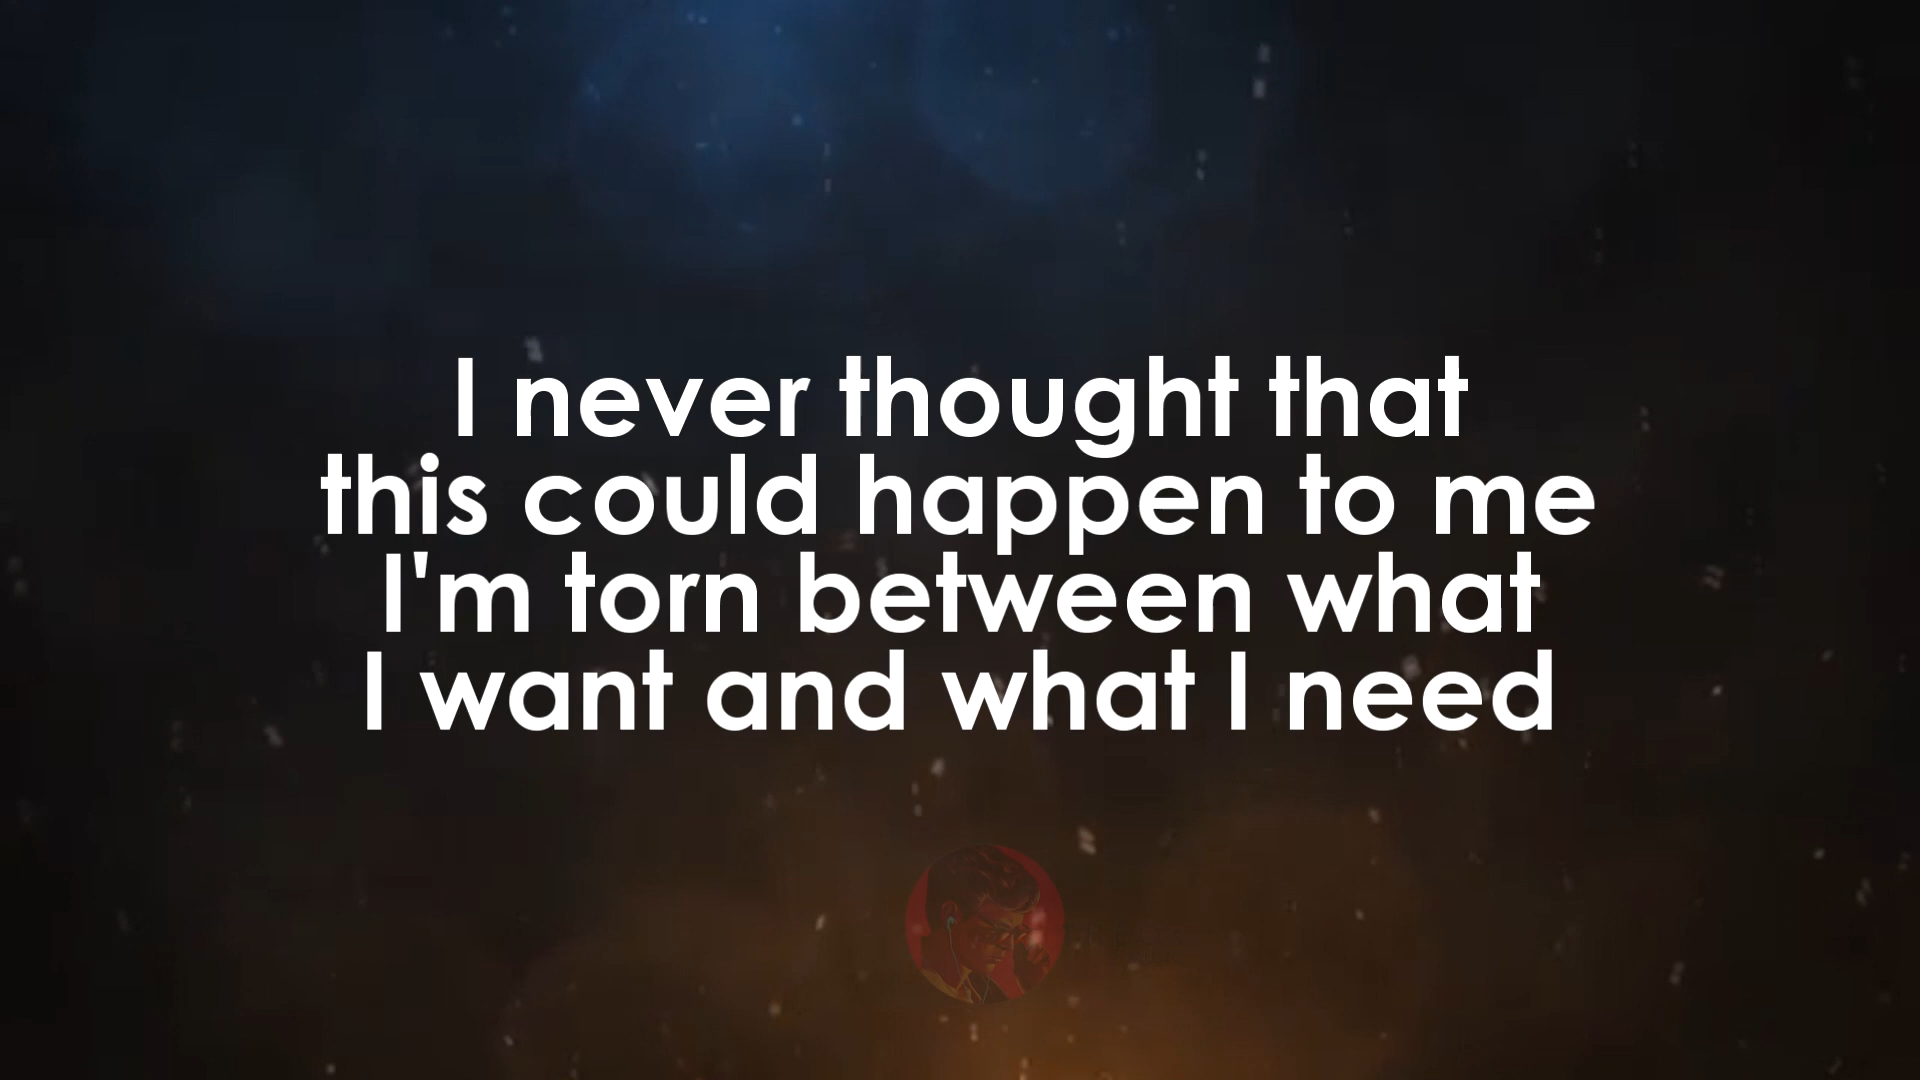 I never thought that
this could happen to me
I'm torn between what
I want and what I need